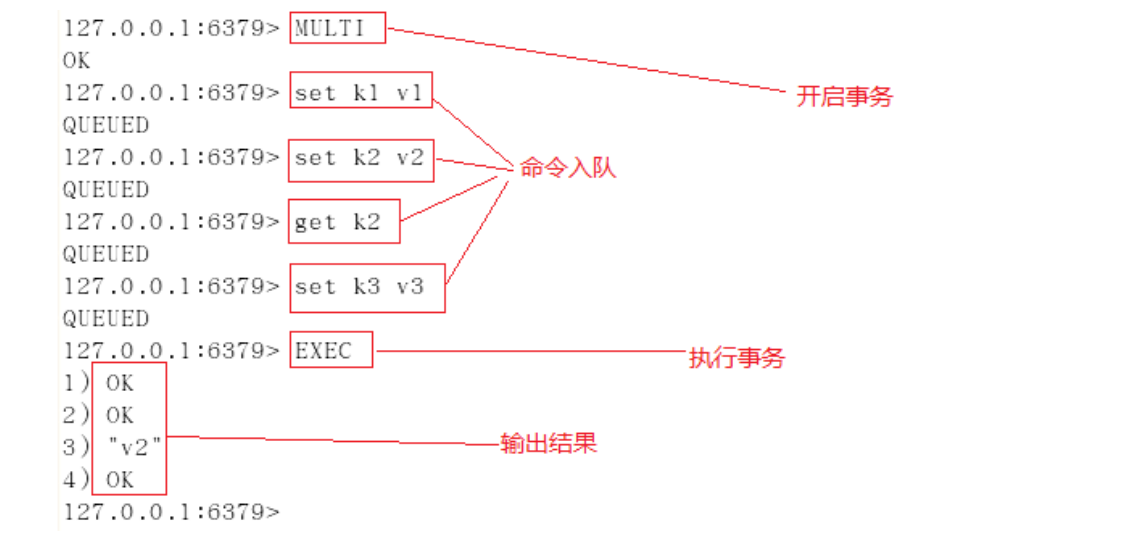 127.0.0.1:6379> MULTI
OK
开启事务
127.0.0.1:6379> set k1 v1
QUEUED
127.0.0.1:6379> set k2 v2
命令入队
QUEUED
127.0.0.1:6379> get k2
QUEUED
127.0.0.1:6379> set k3 v3
QUEUED
127.0.0.1:6379> EXEC
执行事务
1) OK
2) OK
3) "v2"
输出结果
4) OK
127.0.0.1:6379>